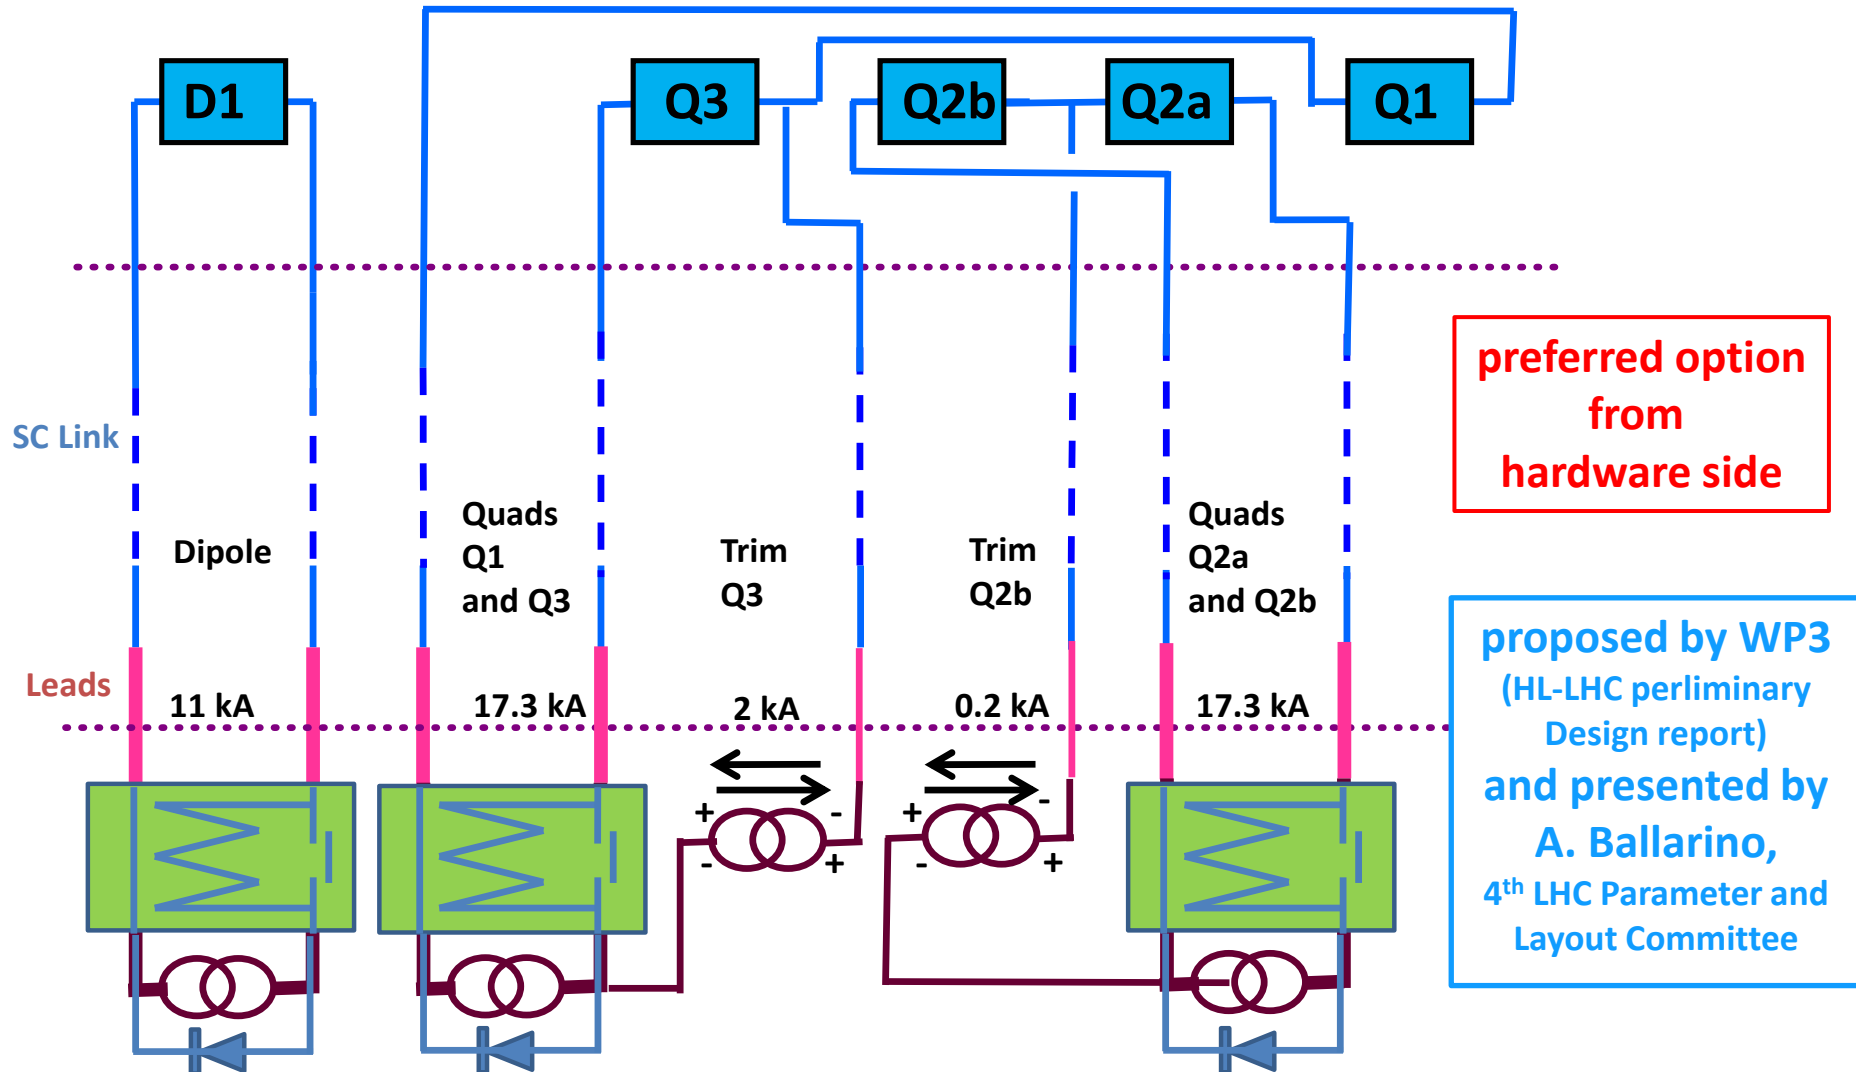 D1
Q3
Q2b
Q2a
Q1
SC Link
Dipole
Quads
Q1
and Q3
Trim
Q3
Trim
Q2b
Quads
Q2a
and Q2b
preferred option
from
hardware side
Leads
11 kA
17.3 kA
2 kA
0.2 kA
17.3 kA
+
-
-
+
+
-
-
+
proposed by WP3
(HL-LHC perliminary
Design report)
and presented by
A. Ballarino,
4th LHC Parameter and
Layout Committee